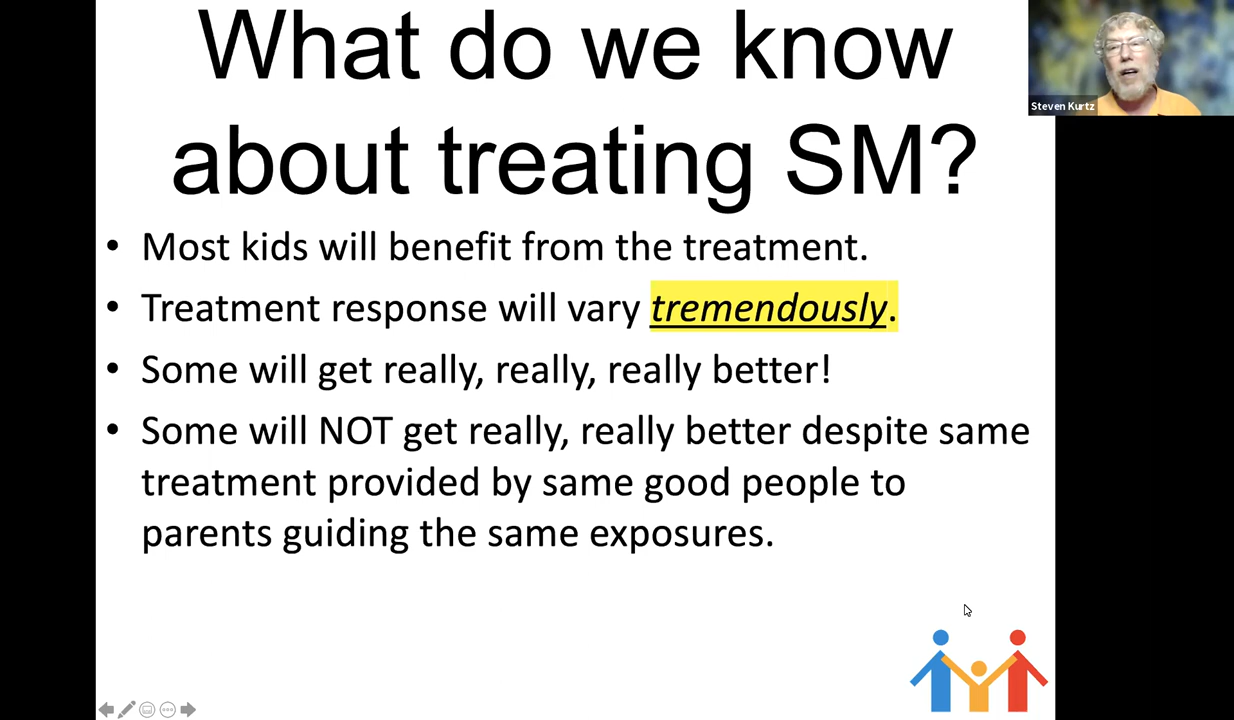 What do we know
about treating SM?
Steven Kurtz
• Most kids will benefit from the treatment.
• Treatment response will vary tremendously.
• Some will get really, really, really better!
• Some will NOT get really, really better despite same
treatment provided by same good people to
parents guiding the same exposures.